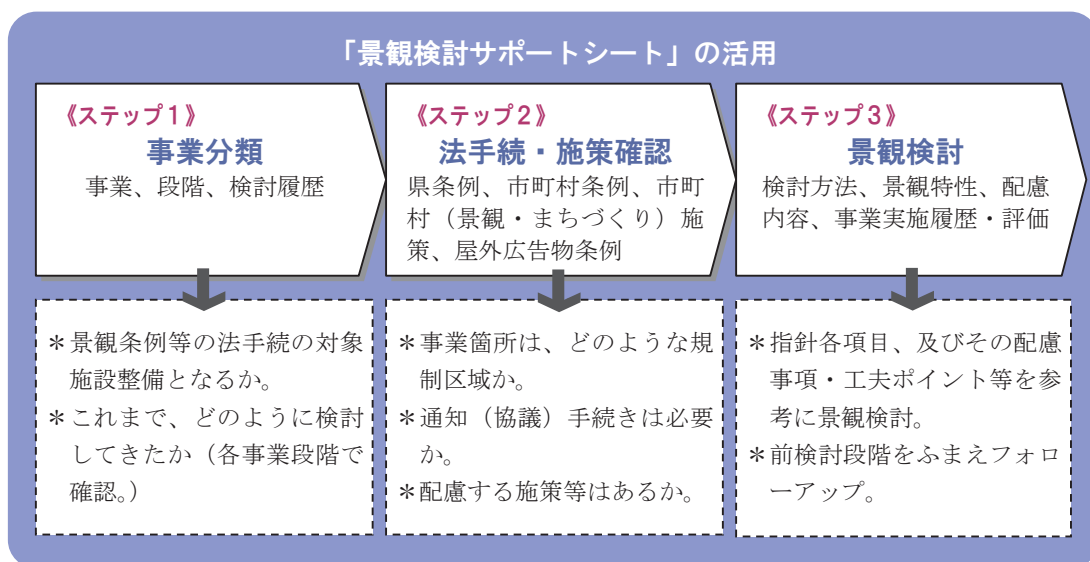 「景観検討サポートシート」の活用
《ステップ1》
事業分類
事業、段階、検討履歴
《ステップ2》
法手続・施策確認
県条例、市町村条例、市町
村（景観・まちづくり）施
策、屋外広告物条例
《ステップ3》
景観検討
検討方法、景観特性、配慮
内容、事業実施履歴・評価
＊景観条例等の法手続の対象
施設整備となるか。
＊これまで、どのように検討
してきたか（各事業段階で
確認。）
＊事業箇所は、どのような規
制区域か。
＊通知（協議）手続きは必要
か。
＊配慮する施策等はあるか。
＊指針各項目、及びその配慮
事項・工夫ポイント等を参
考に景観検討。
＊前検討段階をふまえフォロ
ーアップ。